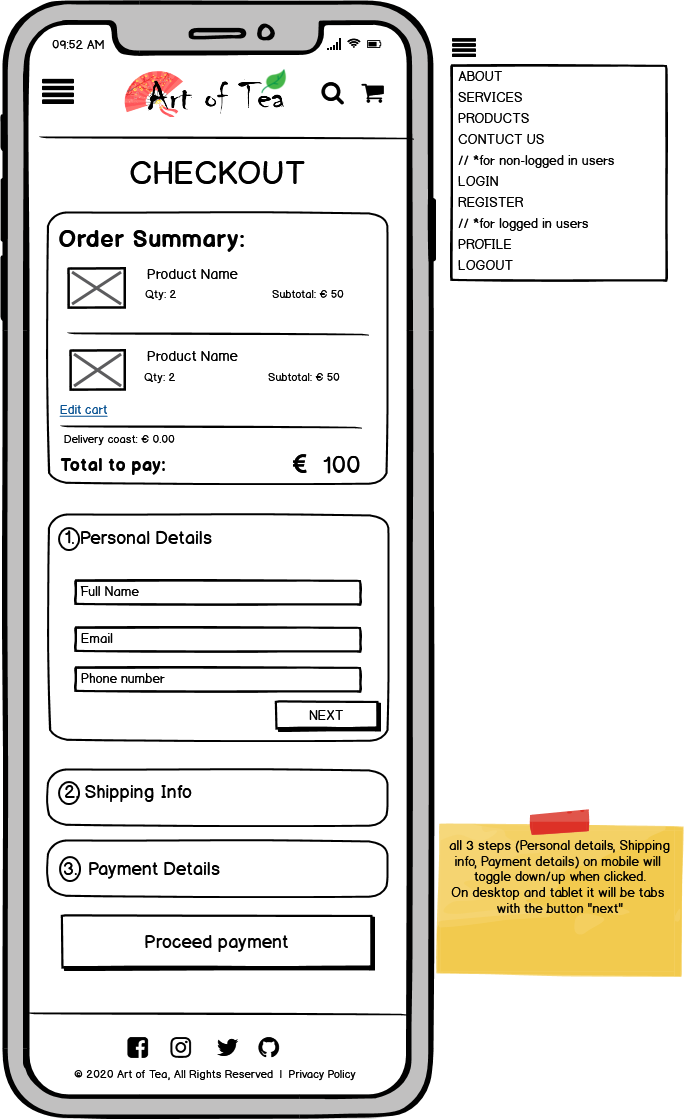 09:52 AM
Art of Tea
CHECKOUT
Order Summary:
Product Name
Qty: 2 Subtotal: € 50
Product Name
Qty: 2 Subtotal: € 50
Edit cart
Delivery coast: € 0.00
Total to pay: € 100
1. Personal Details
Full Name
Email
Phone number
NEXT
2 Shipping Info
3. Payment Details
Proceed payment
© 2020 Art of Tea, All Rights Reserved | Privacy Policy
ABOUT
SERVICES
PRODUCTS
CONTUCT US
// *for non-logged in users
LOGIN
REGISTER
// *for logged in users
PROFILE
LOGOUT
all 3 steps (Personal details, Shipping
info, Payment details) on mobile will
toggle down/up when clicked.
On desktop and tablet it will be tabs
with the button "next"